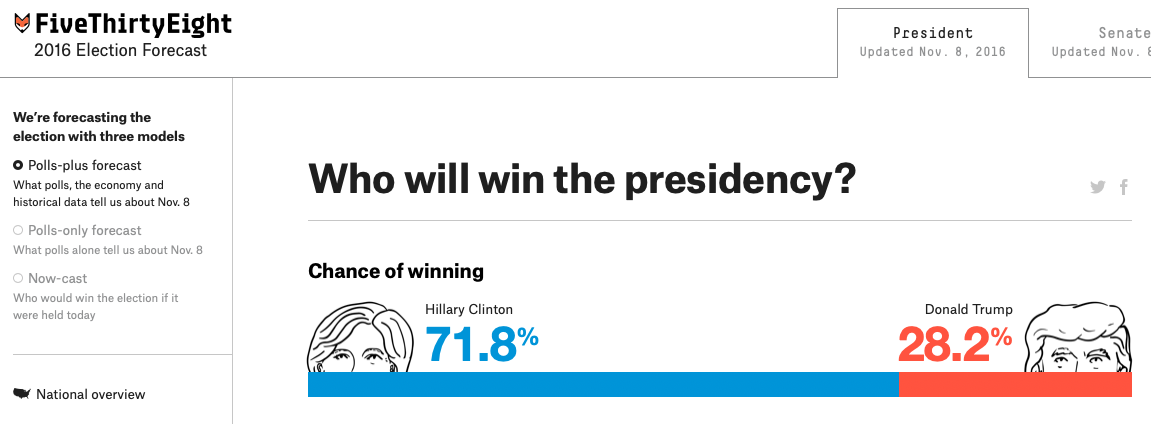 FiveThirtyEight
2016 Election Forecast
President
Updated Nov. 8, 2016
Senate
Updated Nov. 8
We're forecasting the
election with three models
Polls-plus forecast
What polls, the economy and
historical data tell us about Nov. 8
Polls-only forecast
What polls alone tell us about Nov. 8
Now-cast
Who would win the election if it
were held today
National overview
Who will win the presidency?
Chance of winning
Hillary Clinton
71.8%
Donald Trump
28.2%